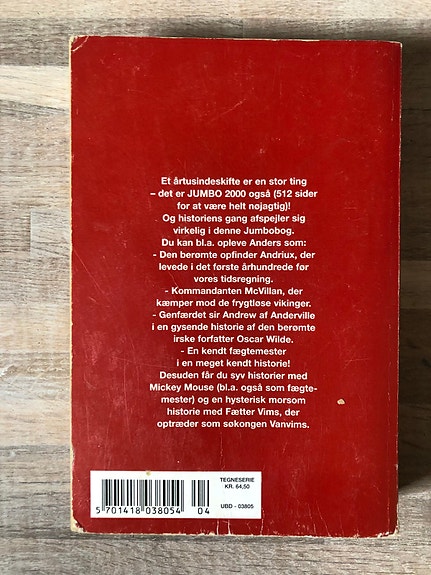 Et årtusindeskifte er en stor ting
– det er JUMBO 2000 også (512 sider
for at være helt nøjagtig)!
Og historiens gang afspejler sig
virkelig i denne Jumbobog.
Du kan bl.a. opleve Anders som:
- Den berømte opfinder Andriux, der
levede i det første århundrede før
vores tidsregning.
- Kommandanten McVillan, der
kæmper mod de frygtløse vikinger.
- Genfærdet sir Andrew af Anderville
i en gysende historie af den berømte
irske forfatter Oscar Wilde.
- En kendt fægtemester
i en meget kendt historie!
Desuden får du syv historier med
Mickey Mouse (bl.a. også som fægte-
mester) og en hysterisk morsom
historie med Fætter Vims, der
optræder som søkongen Vanvims.
TEGNESERIE
KR. 64,50
04
5 701418 038054
UBD - 03805